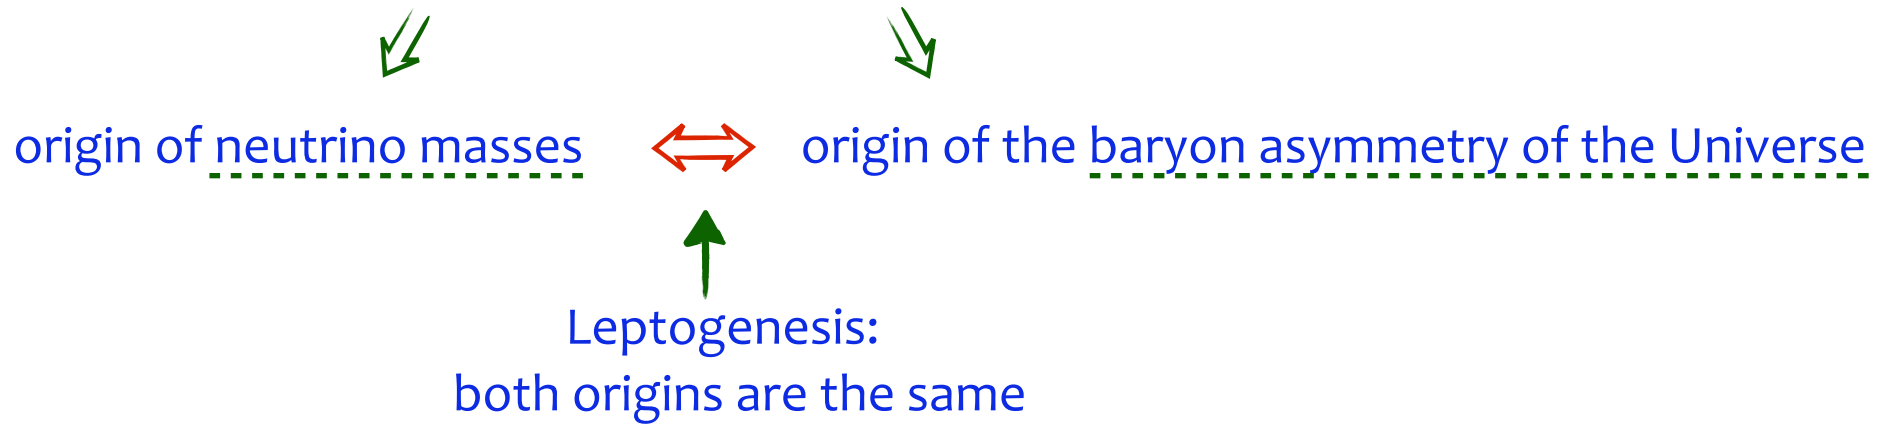 origin of neutrino masses origin of the baryon asymmetry of the Universe
Leptogenesis:
both origins are the same